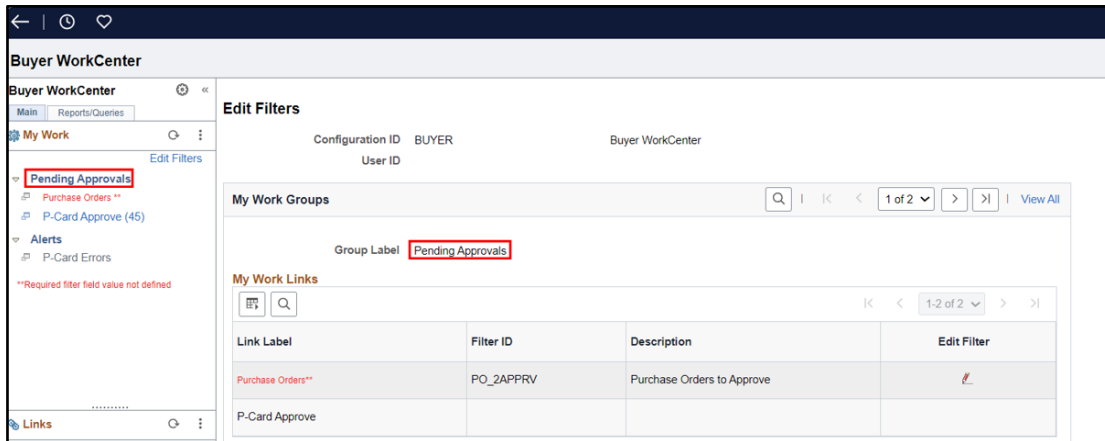 Buyer WorkCenter
Buyer WorkCenter
Main Reports/Queries
My Work
Edit Filters
Pending Approvals
Purchase Orders **
P-Card Approve (45)
Alerts
P-Card Errors
**Required filter field value not defined
Links
Edit Filters
Configuration ID BUYER Buyer WorkCenter
User ID
My Work Groups 1 of 2 View All
Group Label Pending Approvals
My Work Links
1-2 of 2
Link Label Filter ID Description Edit Filter
Purchase Orders** PO_2APPRV Purchase Orders to Approve
P-Card Approve